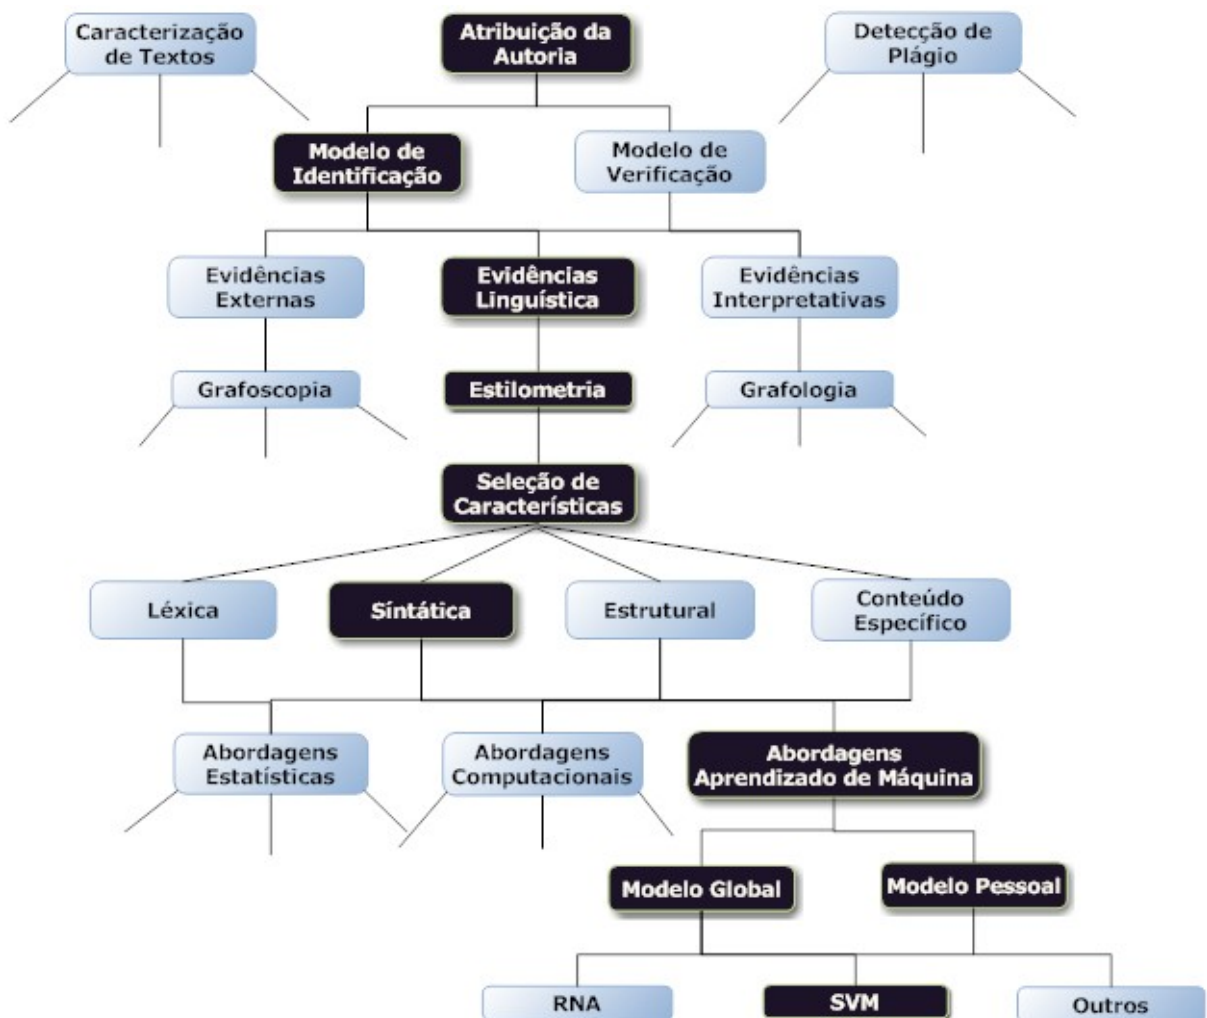 Caracterização
de Textos
Atribuição da
Autoria
Detecção de
Plágio
Modelo de
Identificação
Modelo de
Verificação
Evidências
Externas
Evidências
Linguística
Evidências
Interpretativas
Grafoscopia
Estilometria
Grafologia
Seleção de
Características
Léxica
Síntática
Estrutural
Conteúdo
Específico
Abordagens
Estatísticas
Abordagens
Computacionais
Abordagens
Aprendizado de Máquina
Modelo Global
Modelo Pessoal
RNA
SVM
Outros